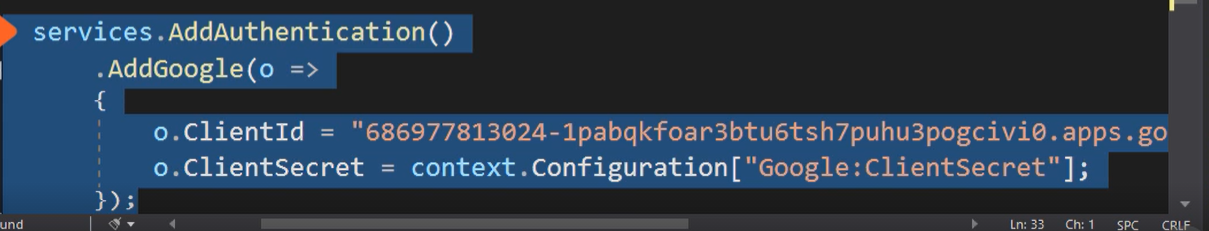 services.AddAuthentication()
.AddGoogle(o =>
{
o.ClientId = "686977813024-1pabqkfoar3btu6tsh7puhu3pogcivi0.apps.go
o.ClientSecret = context.Configuration["Google:ClientSecret"];
});
und Ln: 33 Ch: 1 SPC CRLF